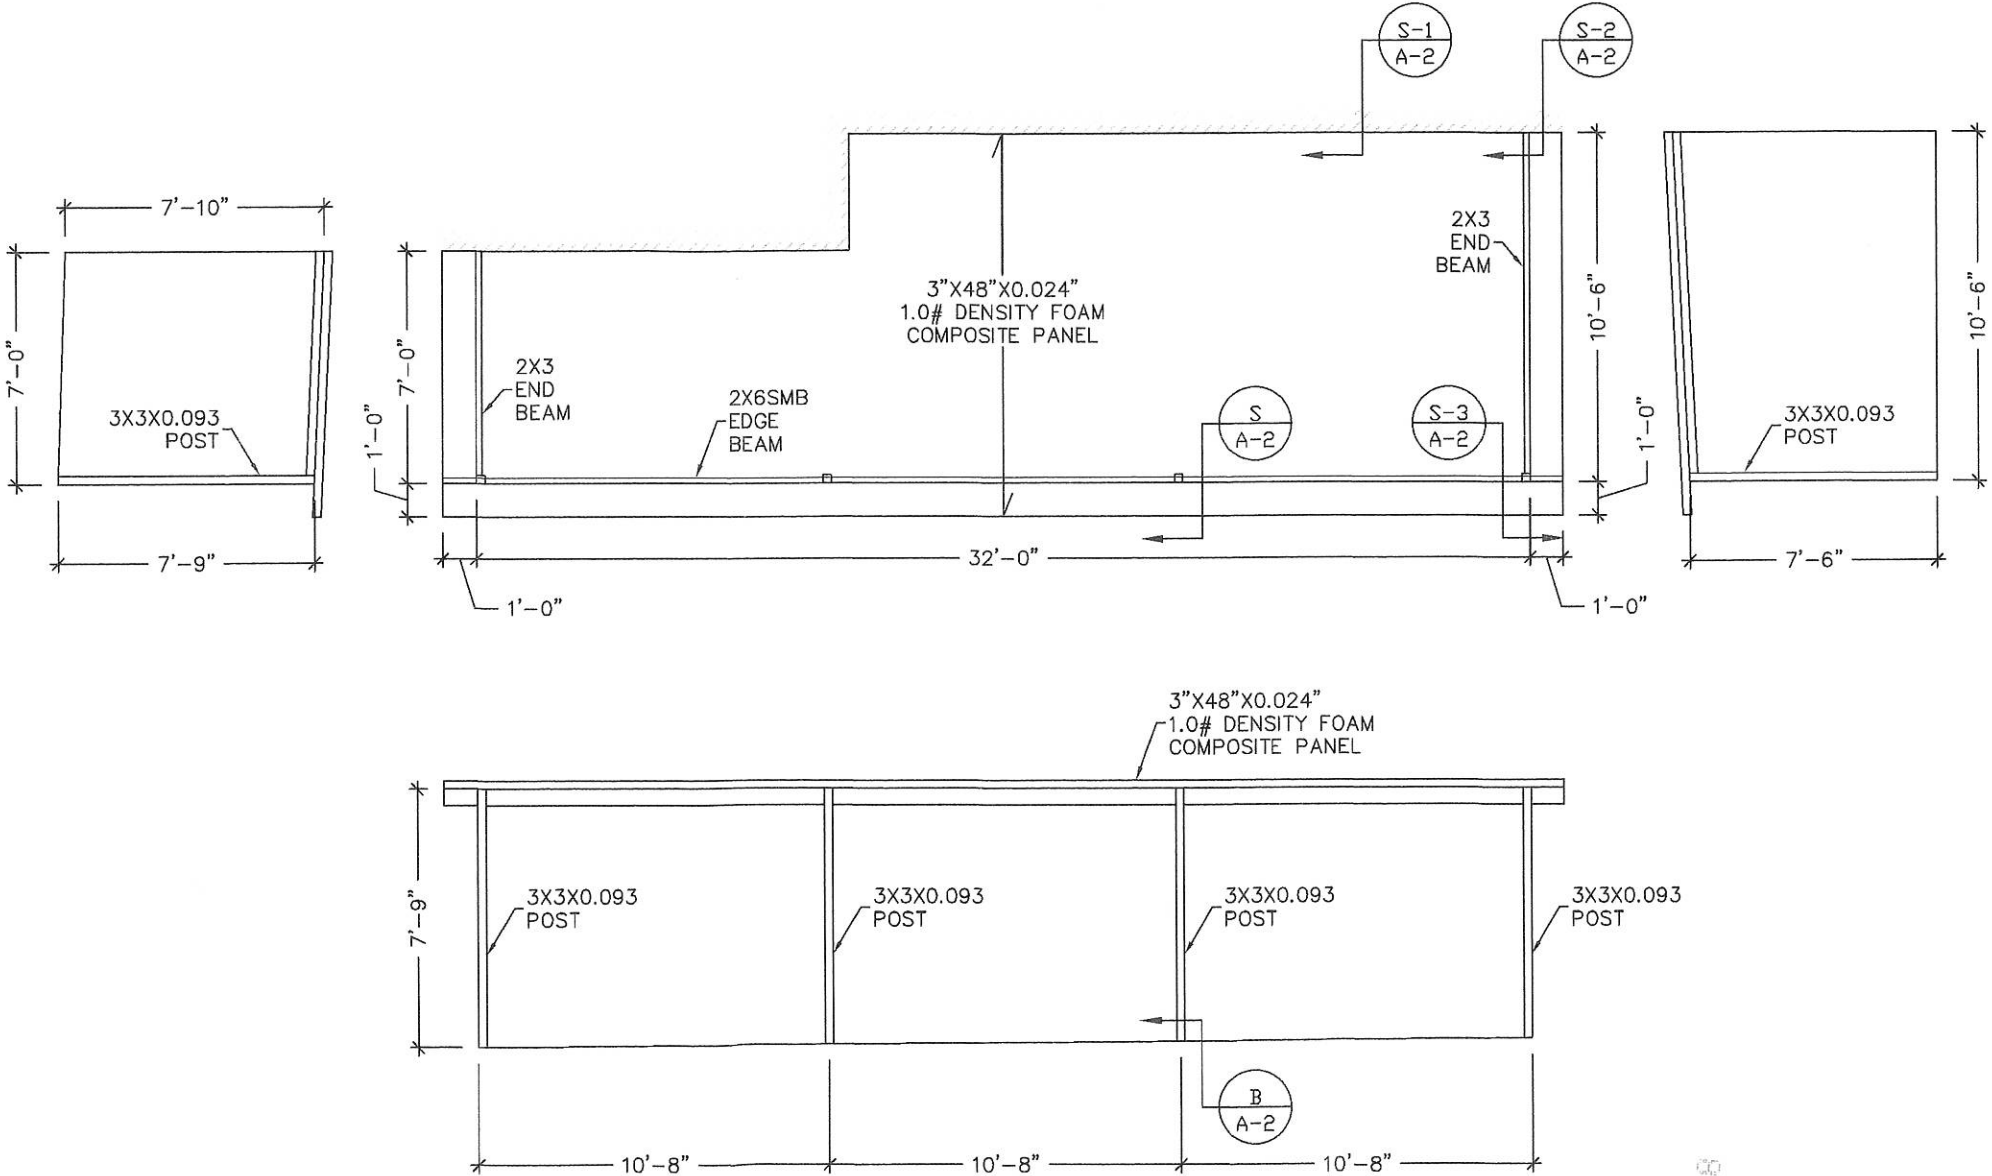 S-1
A-2
S-2
A-2
7'-10"
7'-0"
3X3X0.093
POST
7'-9"
7'-0"
1'-0"
2X3
END
BEAM
2X6SMB
EDGE
BEAM
3"X48"X0.024"
1.0# DENSITY FOAM
COMPOSITE PANEL
2X3
END
BEAM
S
A-2
S-3
A-2
10'-6"
1'-0"
32'-0"
1'-0"
1'-0"
3X3X0.093
POST
10'-6"
7'-6"
3"X48"X0.024"
1.0# DENSITY FOAM
COMPOSITE PANEL
7'-9"
3X3X0.093
POST
3X3X0.093
POST
3X3X0.093
POST
3X3X0.093
POST
B
A-2
10'-8"
10'-8"
10'-8"